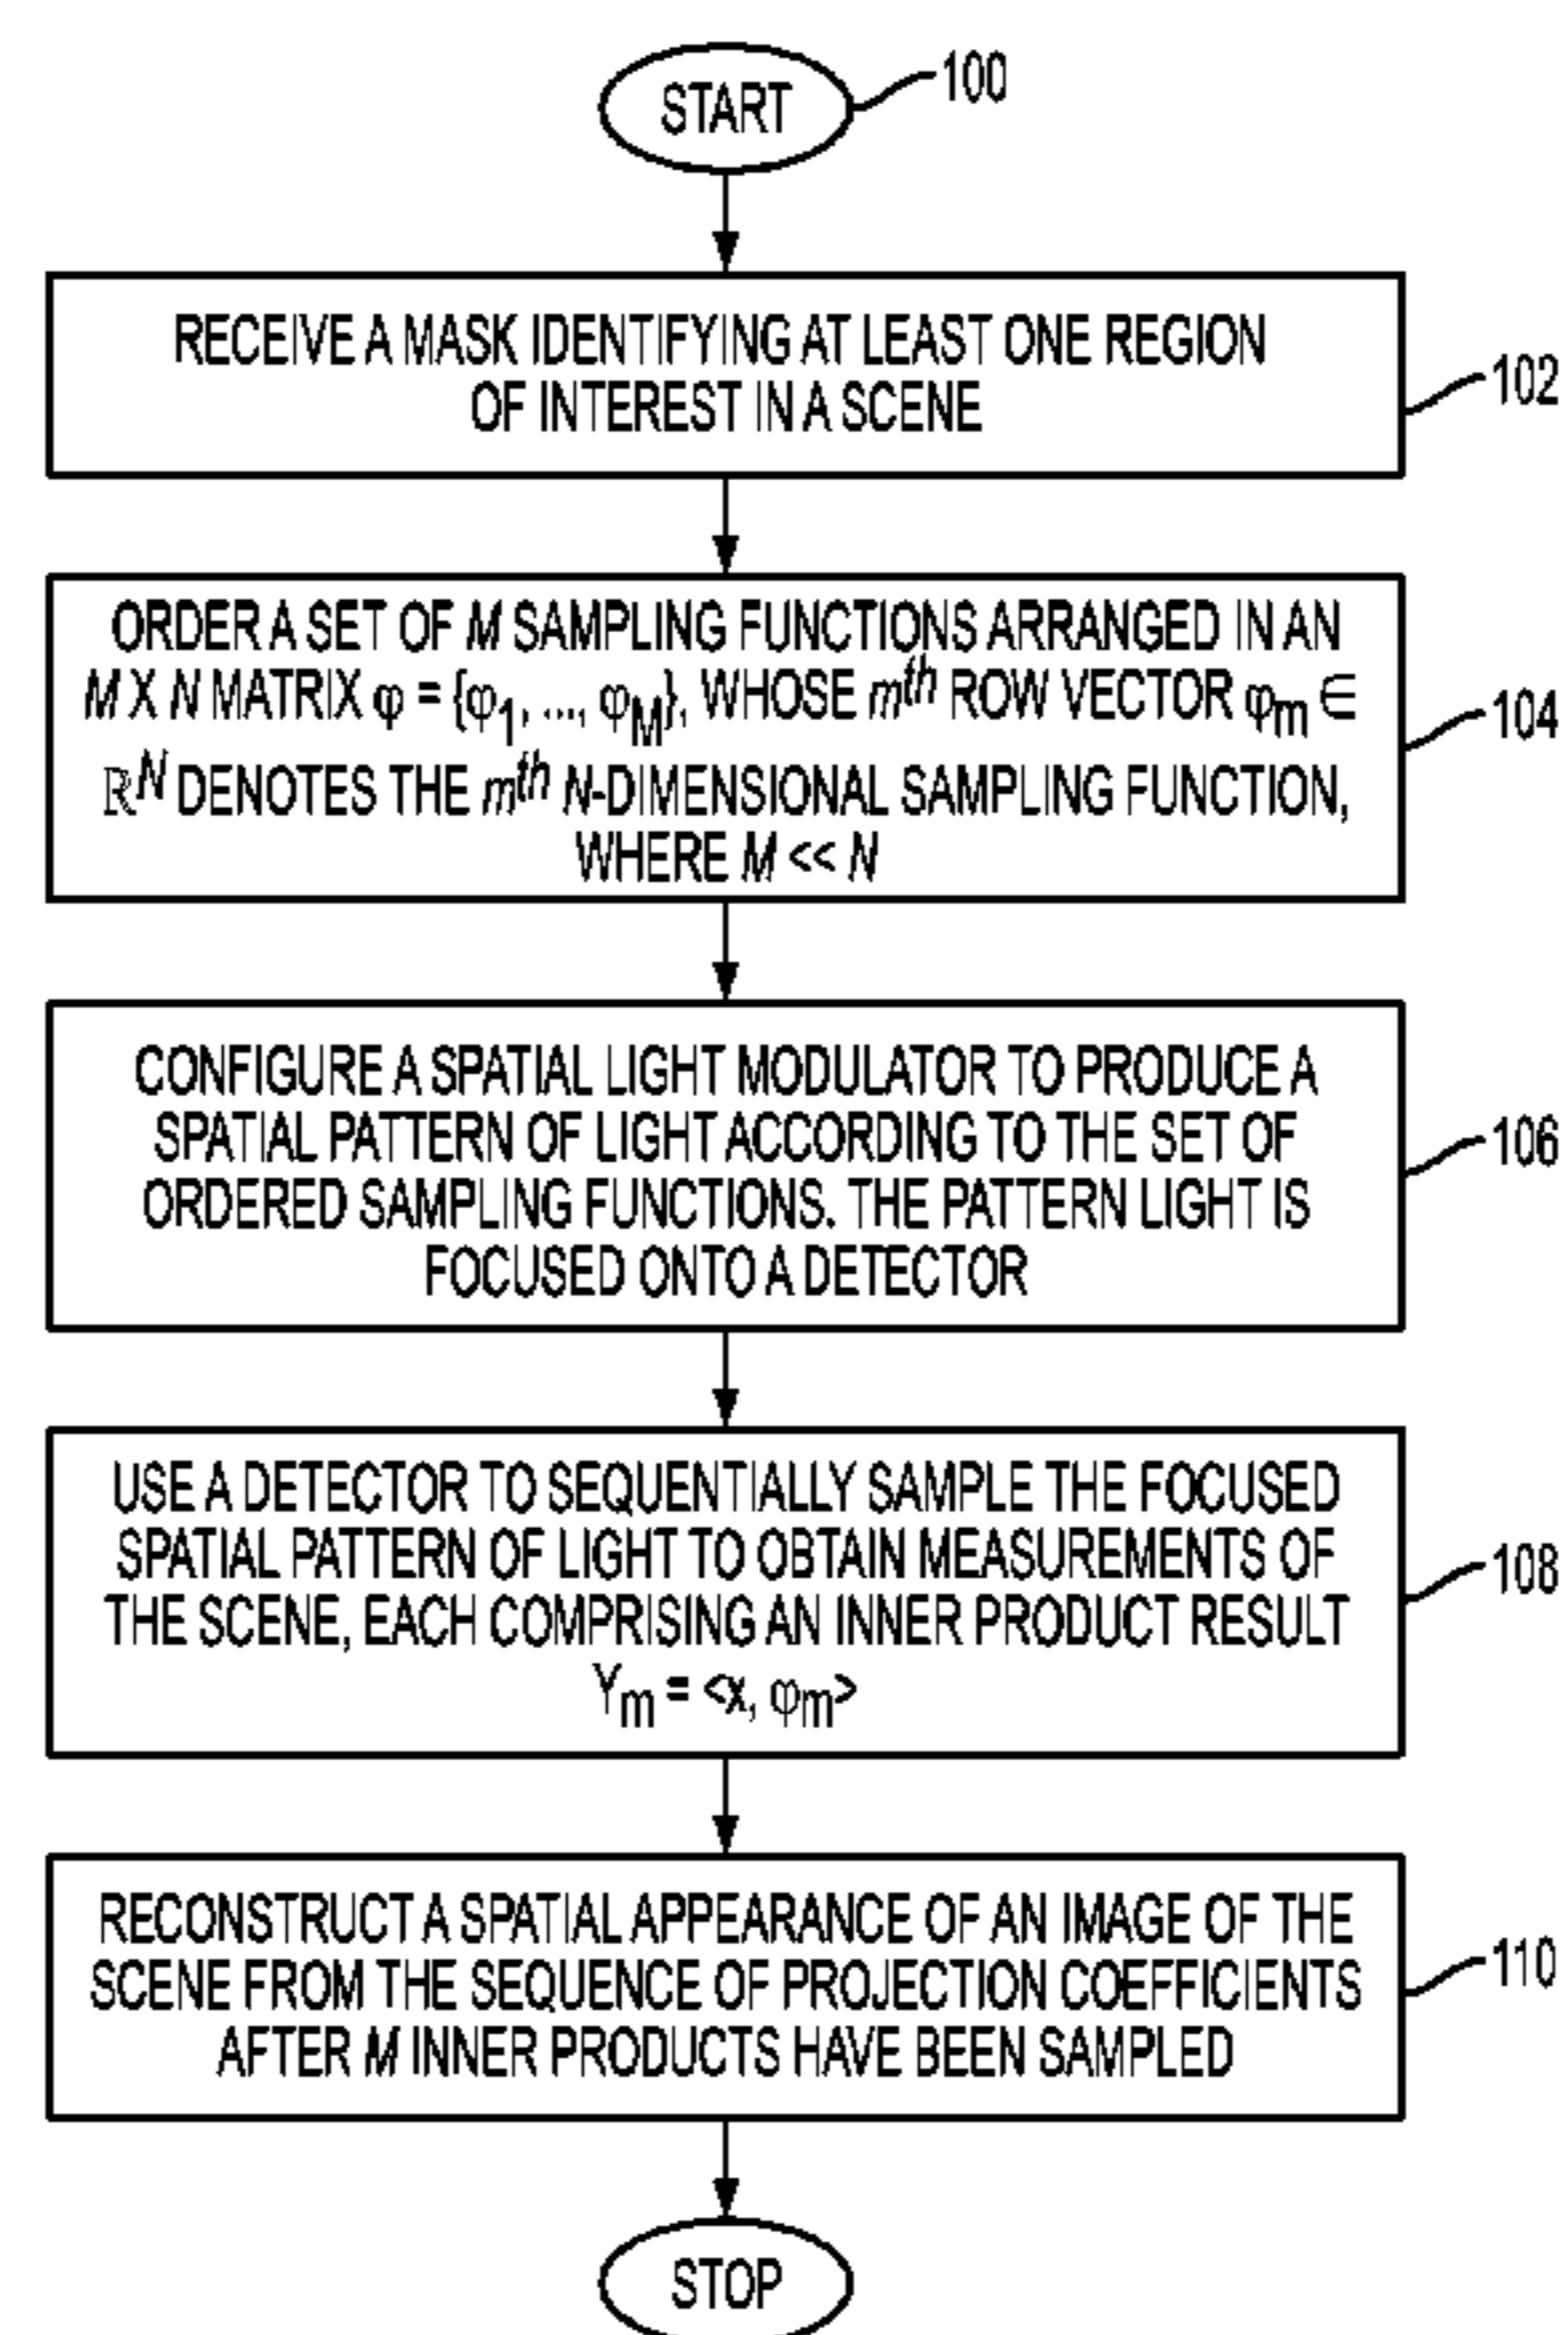 START
100
RECEIVE A MASK IDENTIFYING AT LEAST ONE REGION
OF INTEREST IN A SCENE
102
ORDER A SET OF M SAMPLING FUNCTIONS ARRANGED IN AN
M X N MATRIX φ = {φ1, ..., φM}, WHOSE mth ROW VECTOR φm ∈
ℝN DENOTES THE mth N-DIMENSIONAL SAMPLING FUNCTION,
WHERE M << N
104
CONFIGURE A SPATIAL LIGHT MODULATOR TO PRODUCE A
SPATIAL PATTERN OF LIGHT ACCORDING TO THE SET OF
ORDERED SAMPLING FUNCTIONS. THE PATTERN LIGHT IS
FOCUSED ONTO A DETECTOR
106
USE A DETECTOR TO SEQUENTIALLY SAMPLE THE FOCUSED
SPATIAL PATTERN OF LIGHT TO OBTAIN MEASUREMENTS OF
THE SCENE, EACH COMPRISING AN INNER PRODUCT RESULT
Ym = <x, φm>
108
RECONSTRUCT A SPATIAL APPEARANCE OF AN IMAGE OF THE
SCENE FROM THE SEQUENCE OF PROJECTION COEFFICIENTS
AFTER M INNER PRODUCTS HAVE BEEN SAMPLED
110
STOP